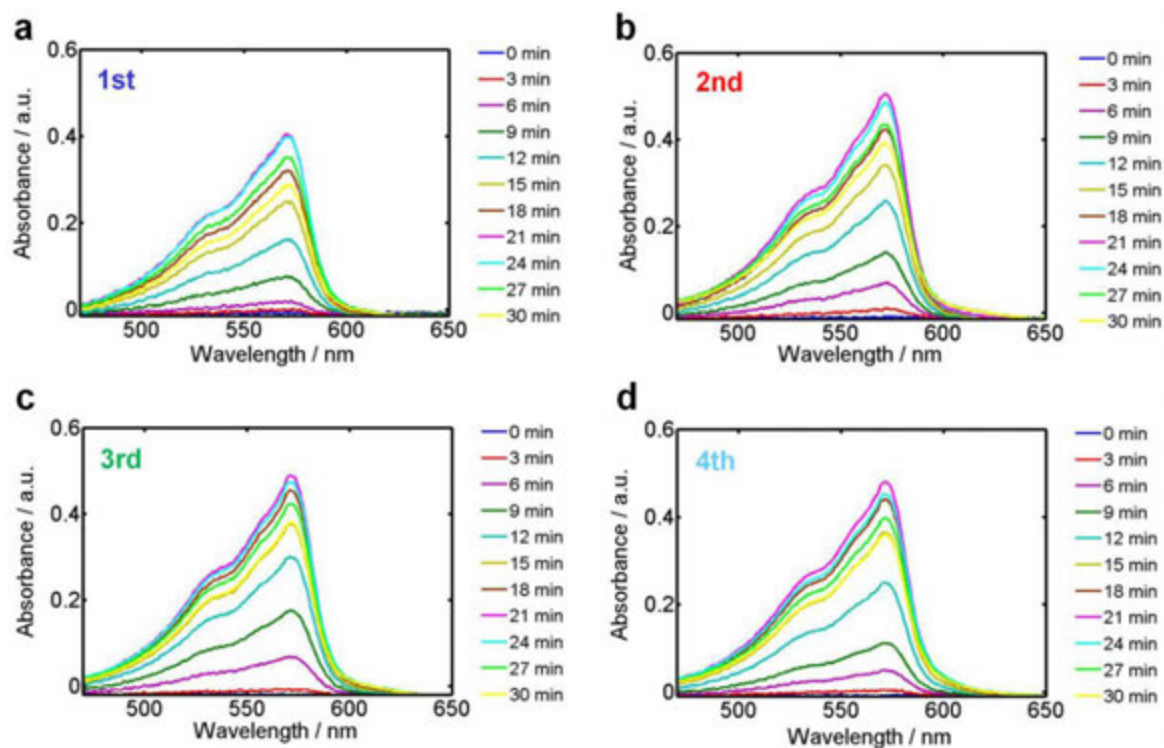 a
0.6
0.4
0.2
0
Absorbance / a.u.
1st
500 550 600 650
Wavelength / nm
0 min
3 min
6 min
9 min
12 min
15 min
18 min
21 min
24 min
27 min
30 min
b
0.6
0.4
0.2
0
Absorbance / a.u.
2nd
500 550 600 650
Wavelength / nm
0 min
3 min
6 min
9 min
12 min
15 min
18 min
21 min
24 min
27 min
30 min
c
0.6
0.4
0.2
0
Absorbance / a.u.
3rd
500 550 600 650
Wavelength / nm
0 min
3 min
6 min
9 min
12 min
15 min
18 min
21 min
24 min
27 min
30 min
d
0.6
0.4
0.2
0
Absorbance / a.u.
4th
500 550 600 650
Wavelength / nm
0 min
3 min
6 min
9 min
12 min
15 min
18 min
21 min
24 min
27 min
30 min